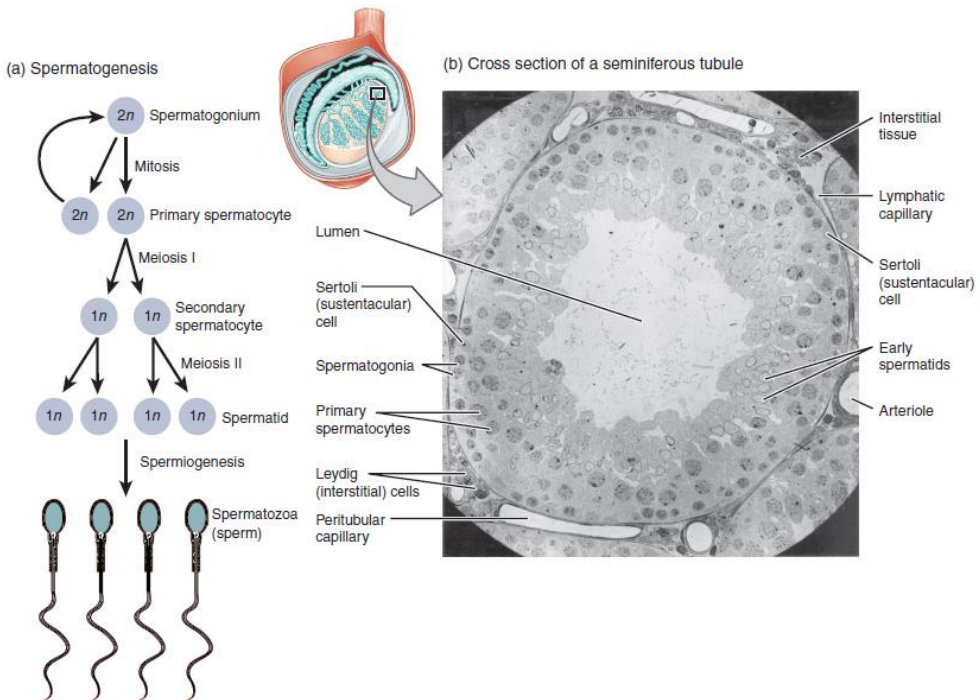 (a) Spermatogenesis
2n
Spermatogonium
Mitosis
2n
2n
Primary spermatocyte
Meiosis I
1n
1n
Secondary
spermatocyte
Meiosis II
1n
1n
1n
1n
Spermatid
Spermiogenesis
Spermatozoa
(sperm)
(b) Cross section of a seminiferous tubule
Lumen
Sertoli
(sustentacular)
cell
Spermatogonia
Primary
spermatocytes
Leydig
(interstitial) cells
Peritubular
capillary
Interstitial
tissue
Lymphatic
capillary
Sertoli
(sustentacular)
cell
Early
spermatids
Arteriole